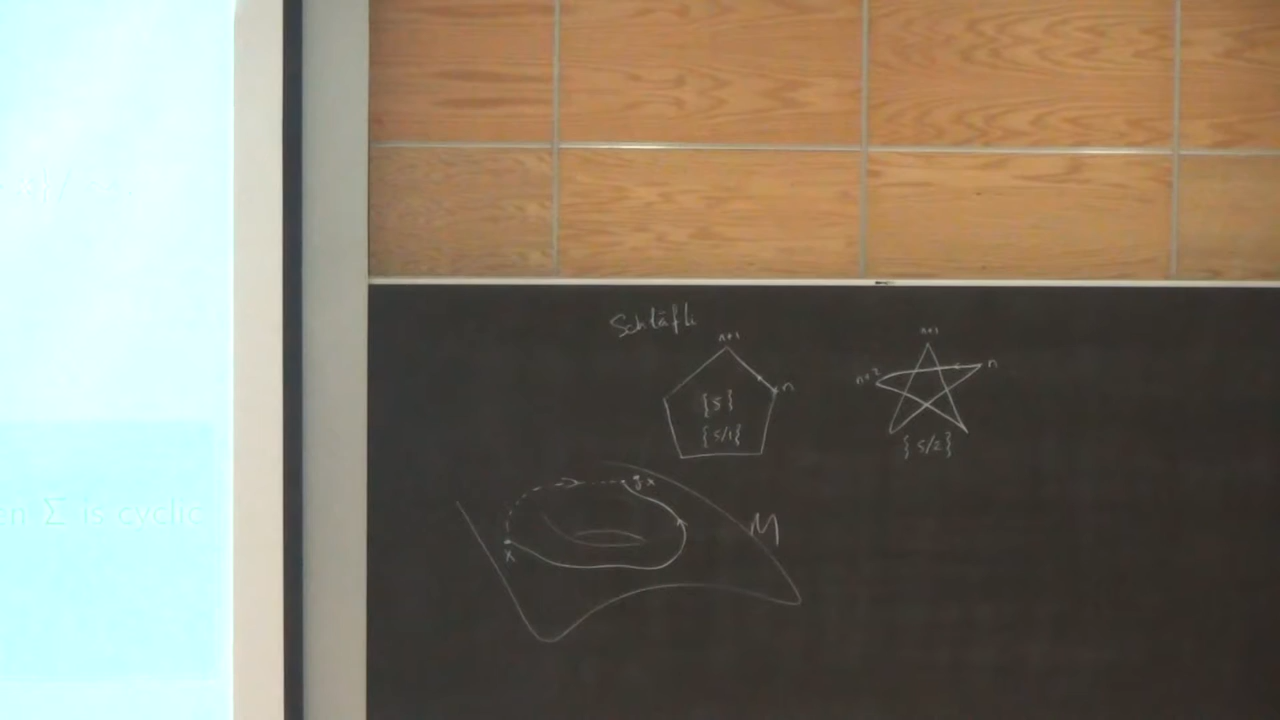 Schläfli
n+1
n
{5}
{5/1}
n+1
n+2
n
{5/2}
gx
x
M
en Σ is cyclic